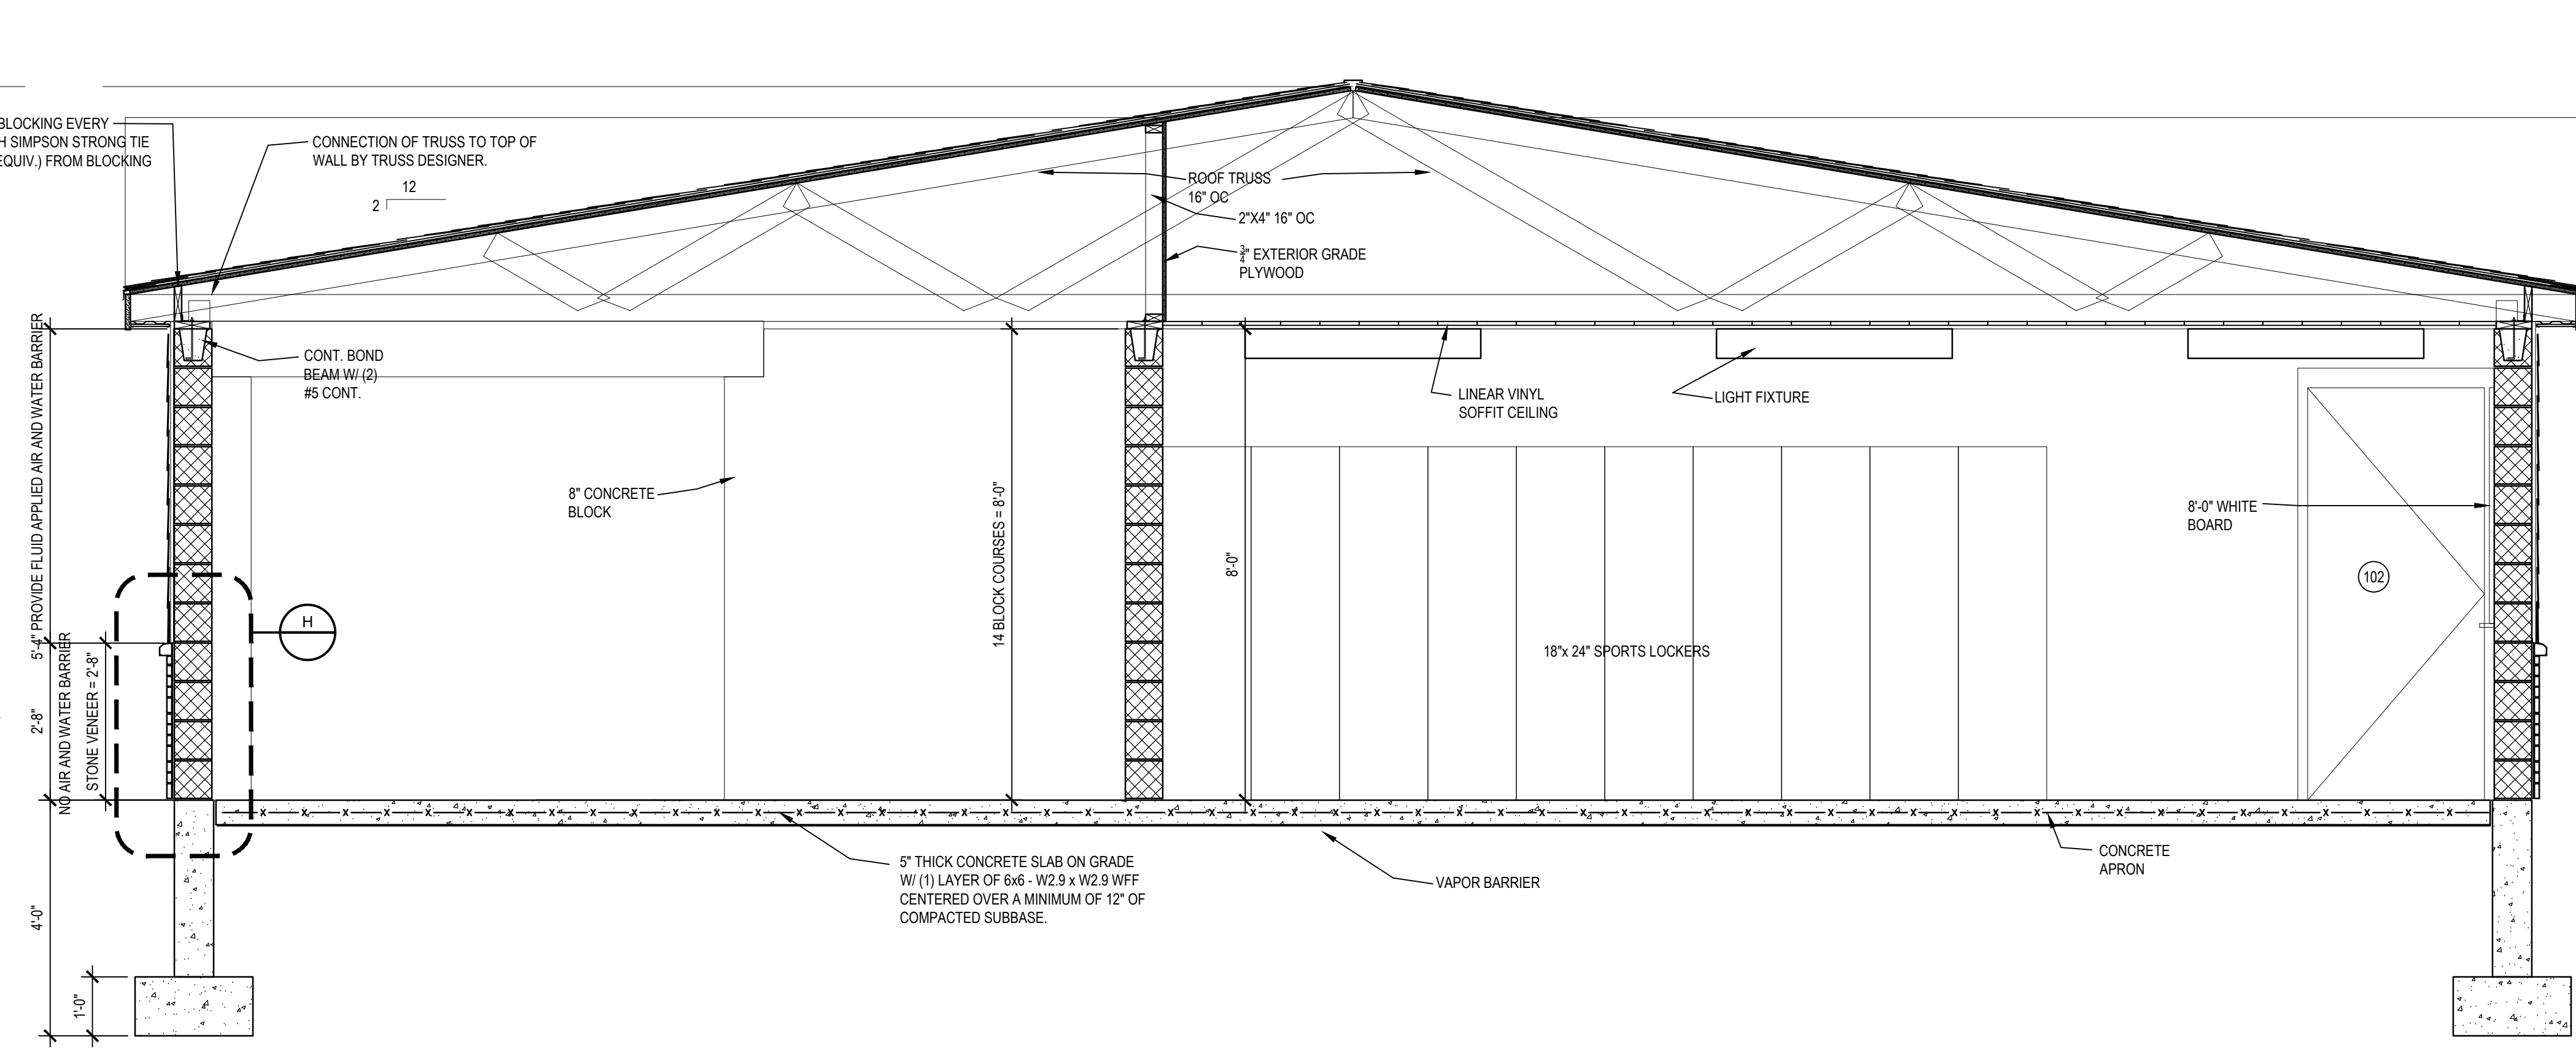 BLOCKING EVERY
H SIMPSON STRONG TIE
EQUIV.) FROM BLOCKING
CONNECTION OF TRUSS TO TOP OF
WALL BY TRUSS DESIGNER.
12
2
ROOF TRUSS
16" OC
2"X4" 16" OC
3/4" EXTERIOR GRADE
PLYWOOD
CONT. BOND
BEAM W/ (2)
#5 CONT.
LINEAR VINYL
SOFFIT CEILING
LIGHT FIXTURE
8" CONCRETE
BLOCK
14 BLOCK COURSES = 8'-0"
8'-0"
8'-0" WHITE
BOARD
102
18"x 24" SPORTS LOCKERS
H
5'-4" PROVIDE FLUID APPLIED AIR AND WATER BARRIER
2'-8"
NO AIR AND WATER BARRIER
STONE VENEER = 2'-8"
4'-0"
1'-0"
5" THICK CONCRETE SLAB ON GRADE
W/ (1) LAYER OF 6x6 - W2.9 x W2.9 WFF
CENTERED OVER A MINIMUM OF 12" OF
COMPACTED SUBBASE.
VAPOR BARRIER
CONCRETE
APRON